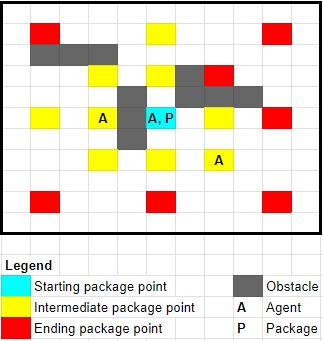 A A, P
A
Legend
Starting package point Obstacle
Intermediate package point A Agent
Ending package point P Package